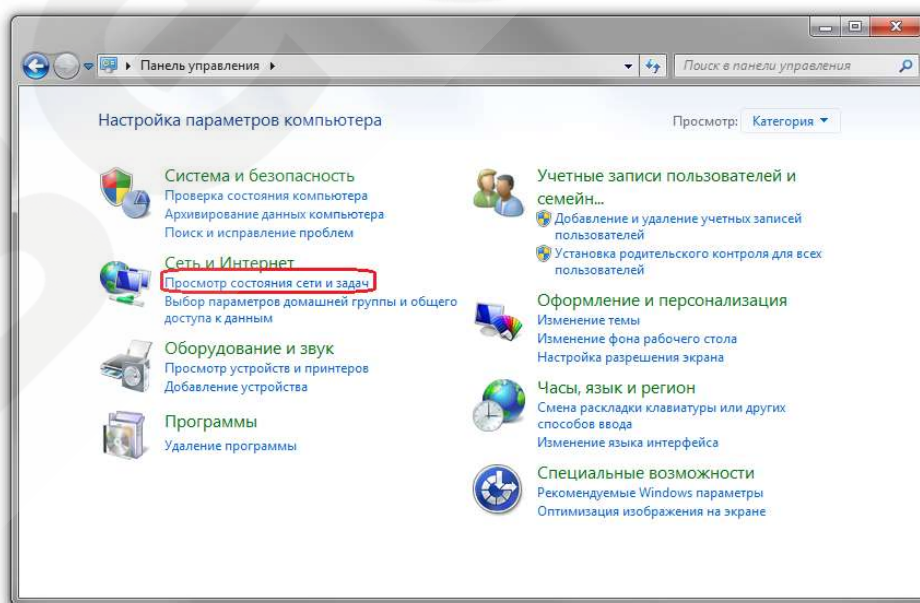 Панель управления
Поиск в панели управления
Настройка параметров компьютера
Просмотр: Категория
Система и безопасность
Проверка состояния компьютера
Архивирование данных компьютера
Поиск и исправление проблем
Сеть и Интернет
Просмотр состояния сети и задач
Выбор параметров домашней группы и общего
доступа к данным
Оборудование и звук
Просмотр устройств и принтеров
Добавление устройства
Программы
Удаление программы
Учетные записи пользователей и
семейн...
Добавление и удаление учетных записей
пользователей
Установка родительского контроля для всех
пользователей
Оформление и персонализация
Изменение темы
Изменение фона рабочего стола
Настройка разрешения экрана
Часы, язык и регион
Смена раскладки клавиатуры или других
способов ввода
Изменение языка интерфейса
Специальные возможности
Рекомендуемые Windows параметры
Оптимизация изображения на экране